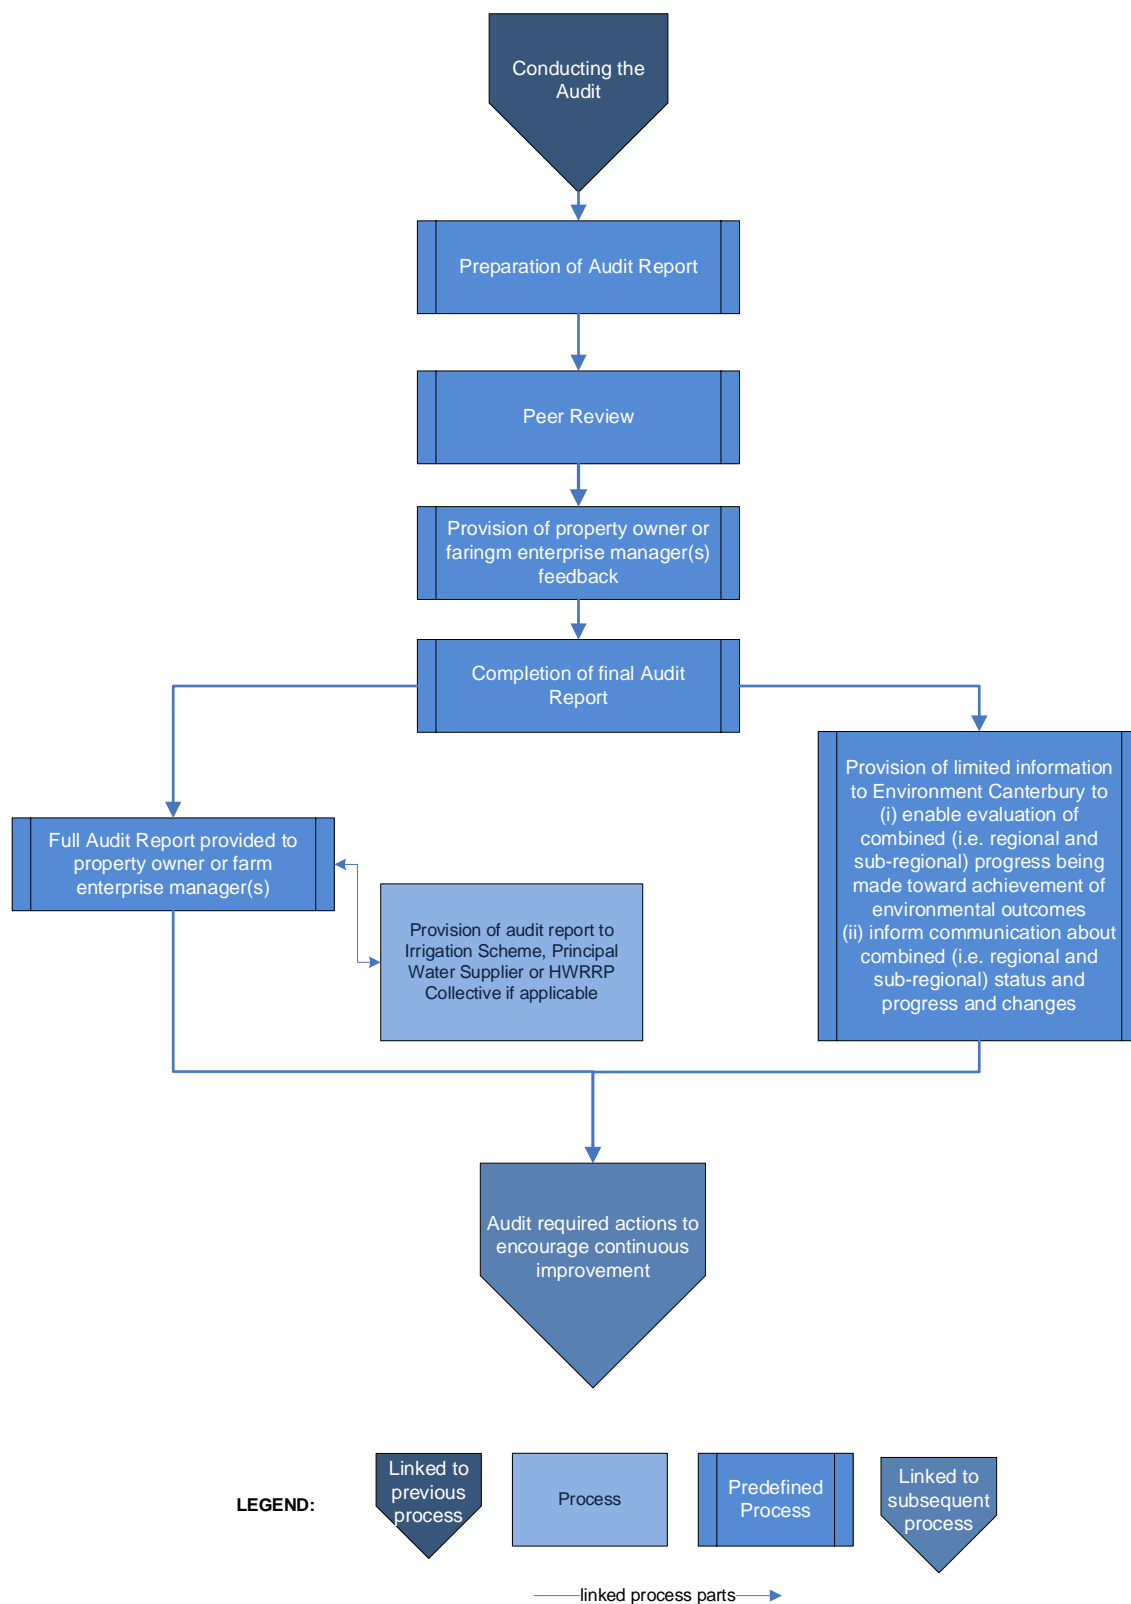 Conducting the
Audit
Preparation of Audit Report
Peer Review
Provision of property owner or
faringm enterprise manager(s)
feedback
Completion of final Audit
Report
Full Audit Report provided to
property owner or farm
enterprise manager(s)
Provision of audit report to
Irrigation Scheme, Principal
Water Supplier or HWRRP
Collective if applicable
Provision of limited information
to Environment Canterbury to
(i) enable evaluation of
combined (i.e. regional and
sub-regional) progress being
made toward achievement of
environmental outcomes
(ii) inform communication about
combined (i.e. regional and
sub-regional) status and
progress and changes
Audit required actions to
encourage continuous
improvement
LEGEND:
Linked to
previous
process
Process
Predefined
Process
Linked to
subsequent
process
linked process parts